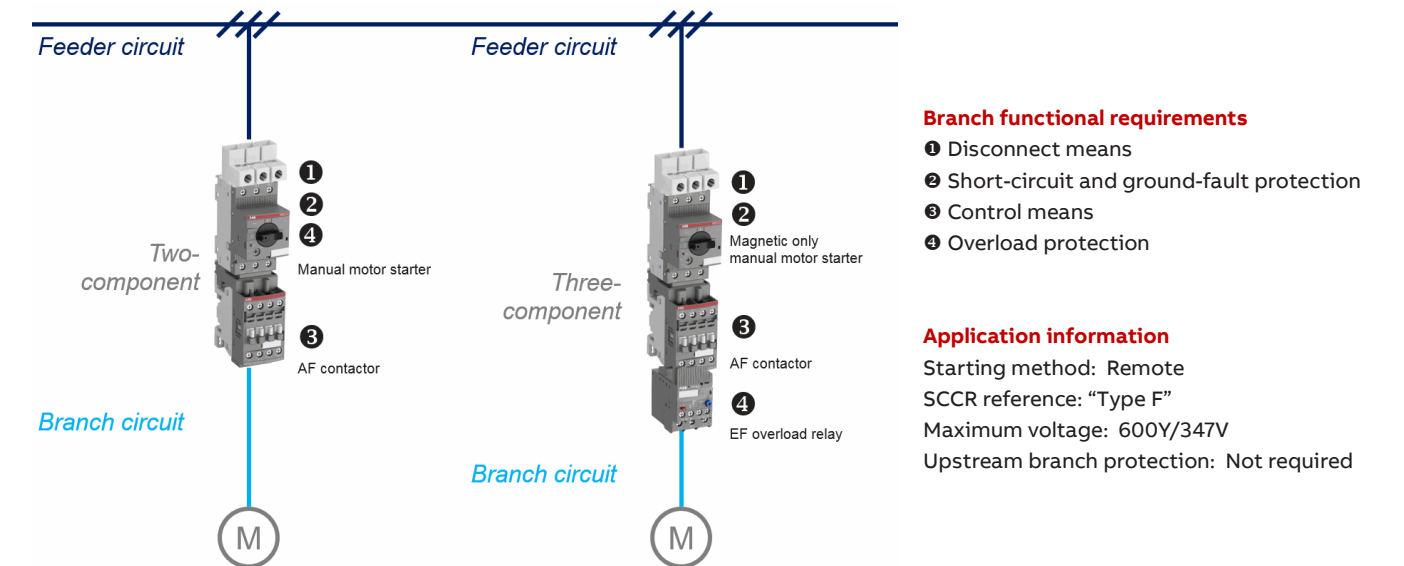 Feeder circuit
❶
❷
❹
Two-
component
Manual motor starter
❸
AF contactor
Branch circuit
M
Feeder circuit
❶
❷
Magnetic only
manual motor starter
Three-
component
❸
AF contactor
❹
EF overload relay
Branch circuit
M
Branch functional requirements
❶ Disconnect means
❷ Short-circuit and ground-fault protection
❸ Control means
❹ Overload protection
Application information
Starting method: Remote
SCCR reference: “Type F”
Maximum voltage: 600Y/347V
Upstream branch protection: Not required